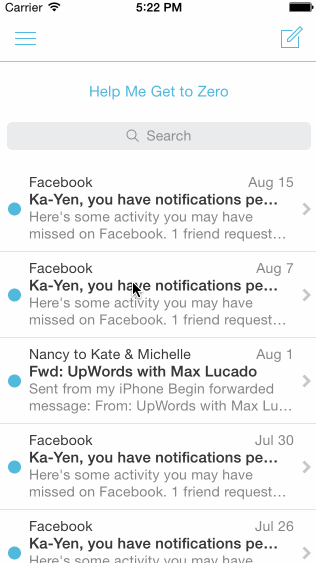 Carrier 5:22 PM
Help Me Get to Zero
Search
Facebook Aug 15
Ka-Yen, you have notifications pe...
Here's some activity you may have
missed on Facebook. 1 friend request...
Facebook Aug 7
Ka-Yen, you have notifications pe...
Here's some activity you may have
missed on Facebook. 1 friend request...
Nancy to Kate & Michelle Aug 1
Fwd: UpWords with Max Lucado
Sent from my iPhone Begin forwarded
message: From: UpWords with Max Lu...
Facebook Jul 30
Ka-Yen, you have notifications pe...
Here's some activity you may have
missed on Facebook. 1 friend request...
Facebook Jul 26
Ka-Yen, you have notifications pe...
Here's some activity you may have